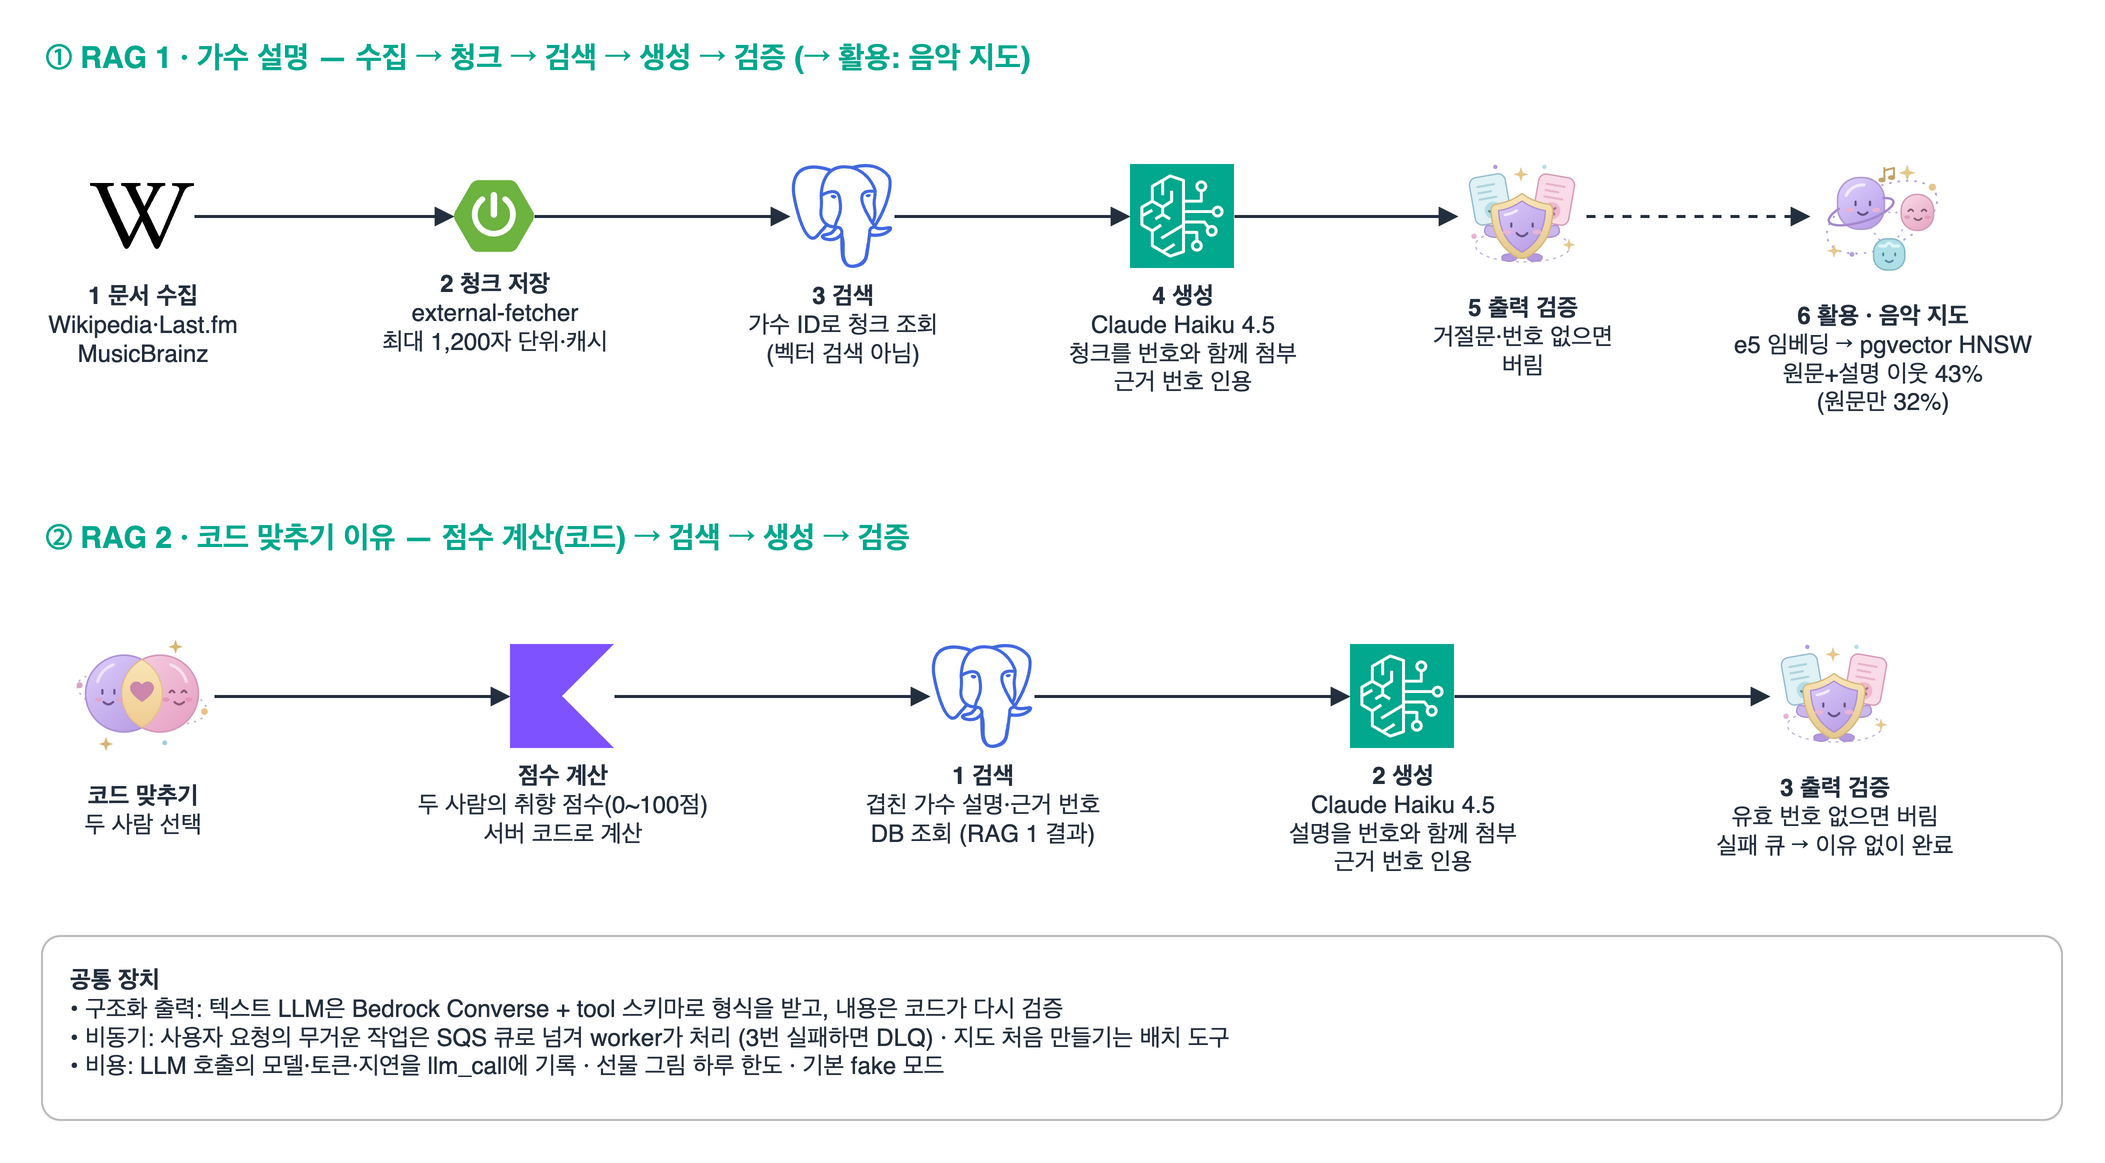 ① RAG 1 · 가수 설명 — 수집 → 청크 → 검색 → 생성 → 검증 (→ 활용: 음악 지도)
W
1 문서 수집
Wikipedia·Last.fm
MusicBrainz
2 청크 저장
external-fetcher
최대 1,200자 단위·캐시
3 검색
가수 ID로 청크 조회
(벡터 검색 아님)
4 생성
Claude Haiku 4.5
청크를 번호와 함께 첨부
근거 번호 인용
5 출력 검증
거절문·번호 없으면
버림
6 활용 · 음악 지도
e5 임베딩 → pgvector HNSW
원문+설명 이웃 43%
(원문만 32%)
② RAG 2 · 코드 맞추기 이유 — 점수 계산(코드) → 검색 → 생성 → 검증
코드 맞추기
두 사람 선택
점수 계산
두 사람의 취향 점수(0~100점)
서버 코드로 계산
1 검색
겹친 가수 설명·근거 번호
DB 조회 (RAG 1 결과)
2 생성
Claude Haiku 4.5
설명을 번호와 함께 첨부
근거 번호 인용
3 출력 검증
유효 번호 없으면 버림
실패 큐 → 이유 없이 완료
공통 장치
• 구조화 출력: 텍스트 LLM은 Bedrock Converse + tool 스키마로 형식을 받고, 내용은 코드가 다시 검증
• 비동기: 사용자 요청의 무거운 작업은 SQS 큐로 넘겨 worker가 처리 (3번 실패하면 DLQ) · 지도 처음 만들기는 배치 도구
• 비용: LLM 호출의 모델·토큰·지연을 llm_call에 기록 · 선물 그림 하루 한도 · 기본 fake 모드